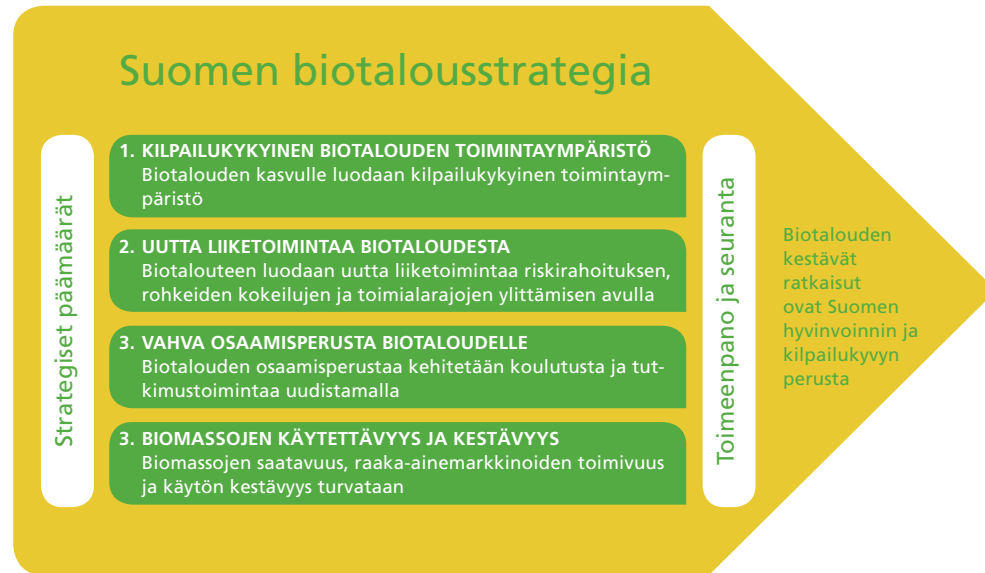 Suomen biotalousstrategia
Strategiset päämäärät
1. KILPAILUKYKYINEN BIOTALOUDEN TOIMINTAYMPÄRISTÖ
Biotalouden kasvulle luodaan kilpailukykyinen toimintaym-
päristö
2. UUTTA LIIKETOIMINTAA BIOTALOUDESTA
Biotalouteen luodaan uutta liiketoimintaa riskirahoituksen,
rohkeiden kokeilujen ja toimialarajojen ylittämisen avulla
3. VAHVA OSAAMISPERUSTA BIOTALOUDELLE
Biotalouden osaamisperustaa kehitetään koulutusta ja tut-
kimustoimintaa uudistamalla
3. BIOMASSOJEN KÄYTETTÄVYYS JA KESTÄVYYS
Biomassojen saatavuus, raaka-ainemarkkinoiden toimivuus
ja käytön kestävyys turvataan
Toimeenpano ja seuranta
Biotalouden
kestävät
ratkaisut
ovat Suomen
hyvinvoinnin ja
kilpailukyvyn
perusta